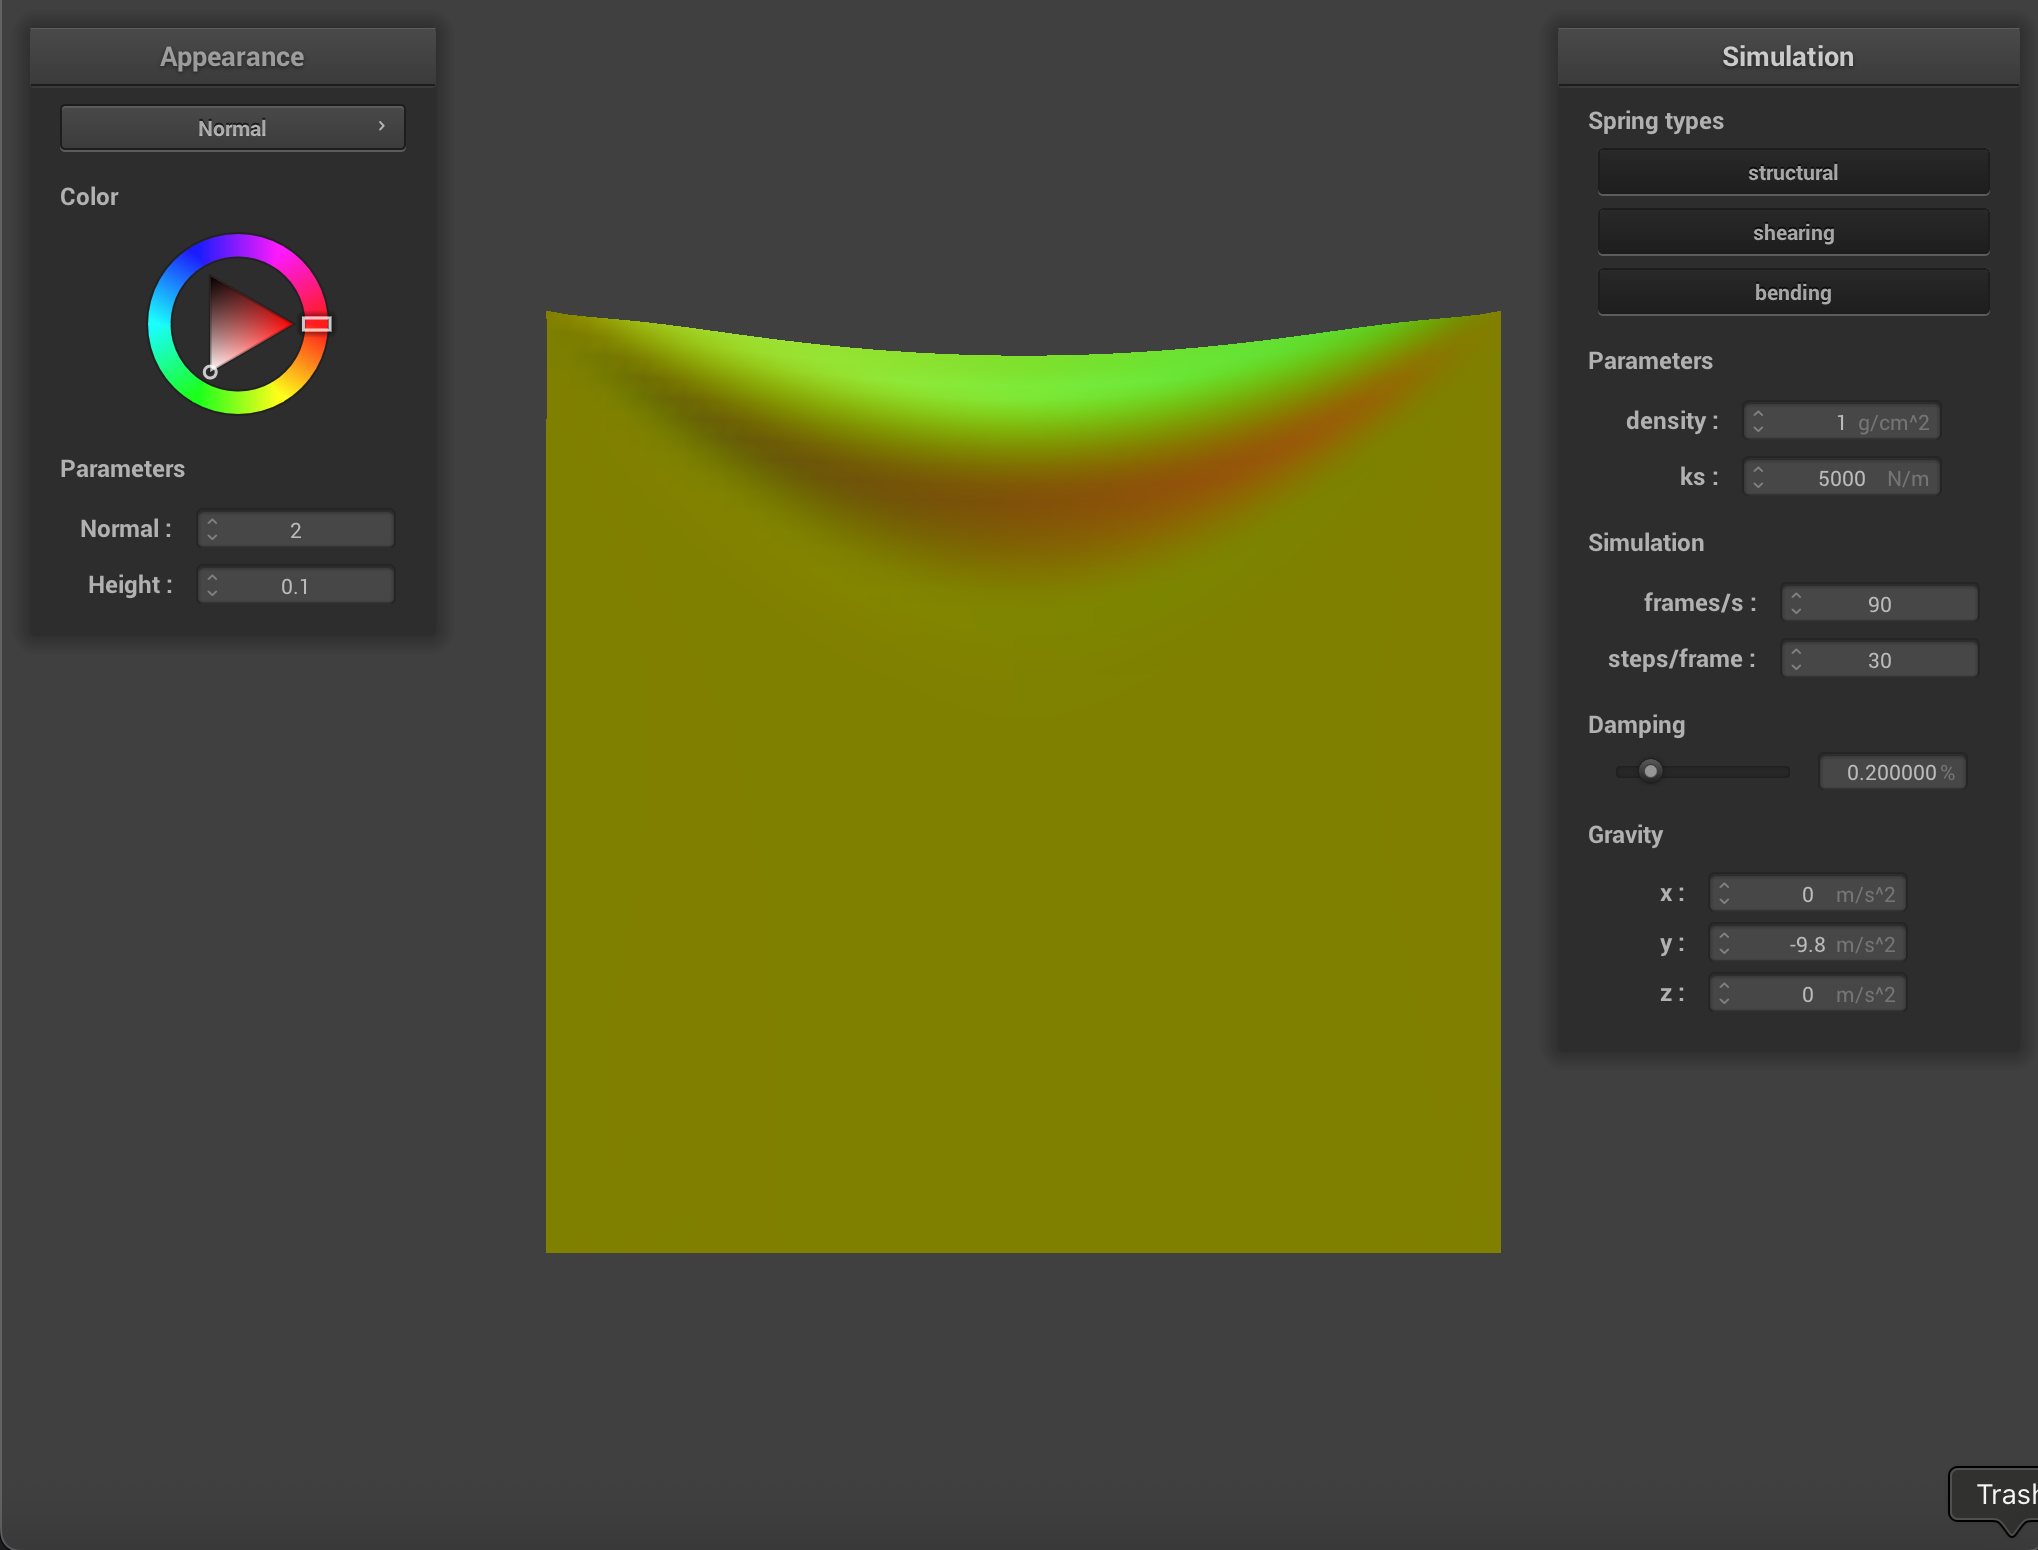 Appearance
Normal
Color
Parameters
Normal : 2
Height : 0.1
Simulation
Spring types
structural
shearing
bending
Parameters
density : 1 g/cm^2
ks : 5000 N/m
Simulation
frames/s : 90
steps/frame : 30
Damping
0.200000 %
Gravity
x : 0 m/s^2
y : -9.8 m/s^2
z : 0 m/s^2
Trash